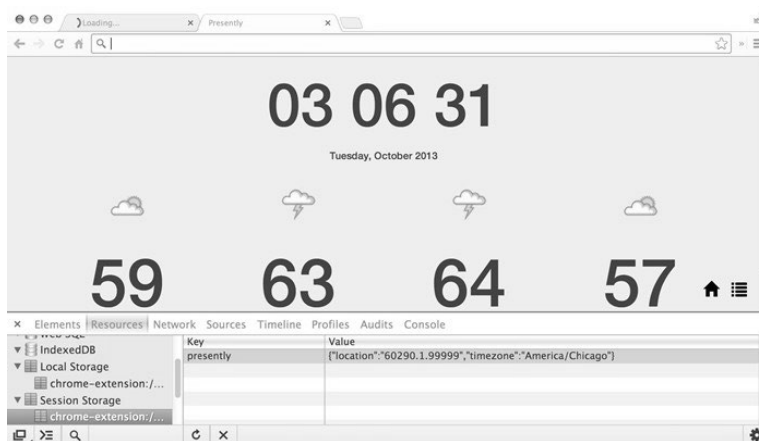 Loading...
Presently
03 06 31
Tuesday, October 2013
59 63 64 57
Elements Resources Network Sources Timeline Profiles Audits Console
Web SQL
IndexedDB
Local Storage
chrome-extension:/...
Session Storage
chrome-extension:/...
Key Value
presently {"location":"60290.1.99999","timezone":"America/Chicago"}